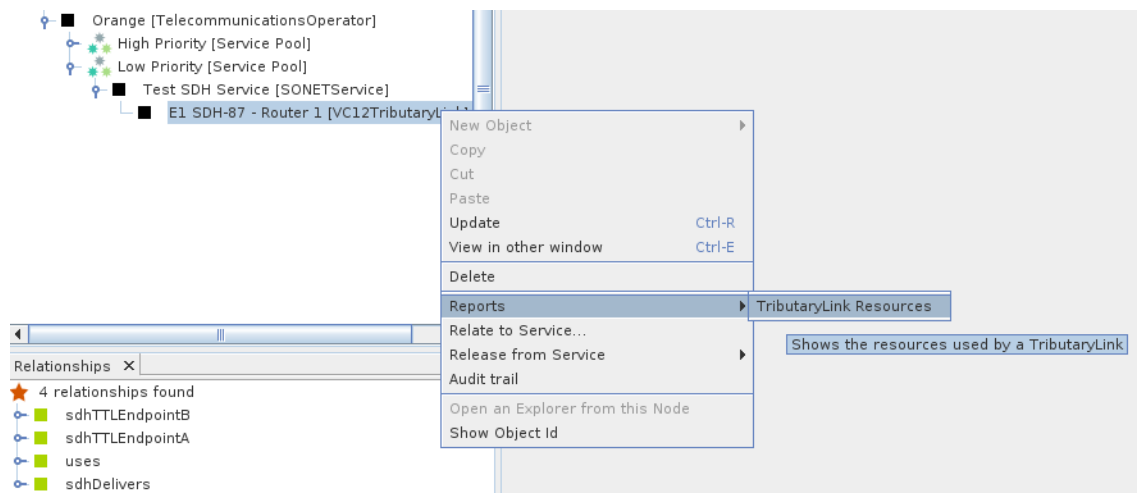 Orange [TelecommunicationsOperator]
High Priority [Service Pool]
Low Priority [Service Pool]
Test SDH Service [SONETService]
E1 SDH-87 - Router 1 [VC12TributaryLink]
New Object
Copy
Cut
Paste
Update Ctrl-R
View in other window Ctrl-E
Delete
Reports TributaryLink Resources
Relate to Service...
Shows the resources used by a TributaryLink
Release from Service
Audit trail
Open an Explorer from this Node
Show Object Id
Relationships X
4 relationships found
sdhTTLEndpointB
sdhTTLEndpointA
uses
sdhDelivers